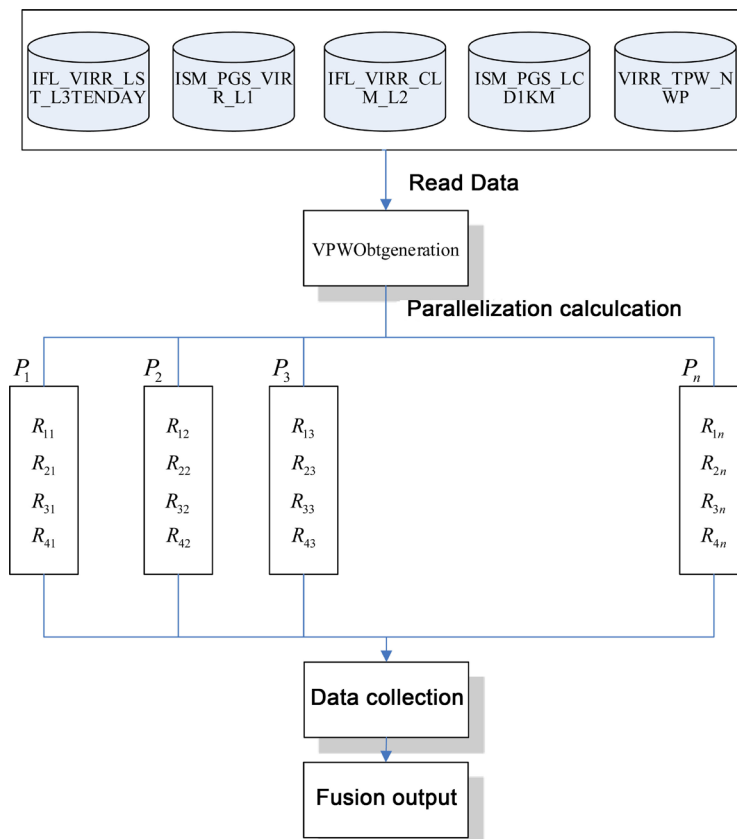 IFL_VIRR_LS
T_L3TENDAY
ISM_PGS_VIR
R_L1
IFL_VIRR_CL
M_L2
ISM_PGS_LC
D1KM
VIRR_TPW_N
WP
Read Data
VPWObtgeneration
Parallelization calculcation
P1
P2
P3
Pn
R11
R21
R31
R41
R12
R22
R32
R42
R13
R23
R33
R43
R1n
R2n
R3n
R4n
Data collection
Fusion output